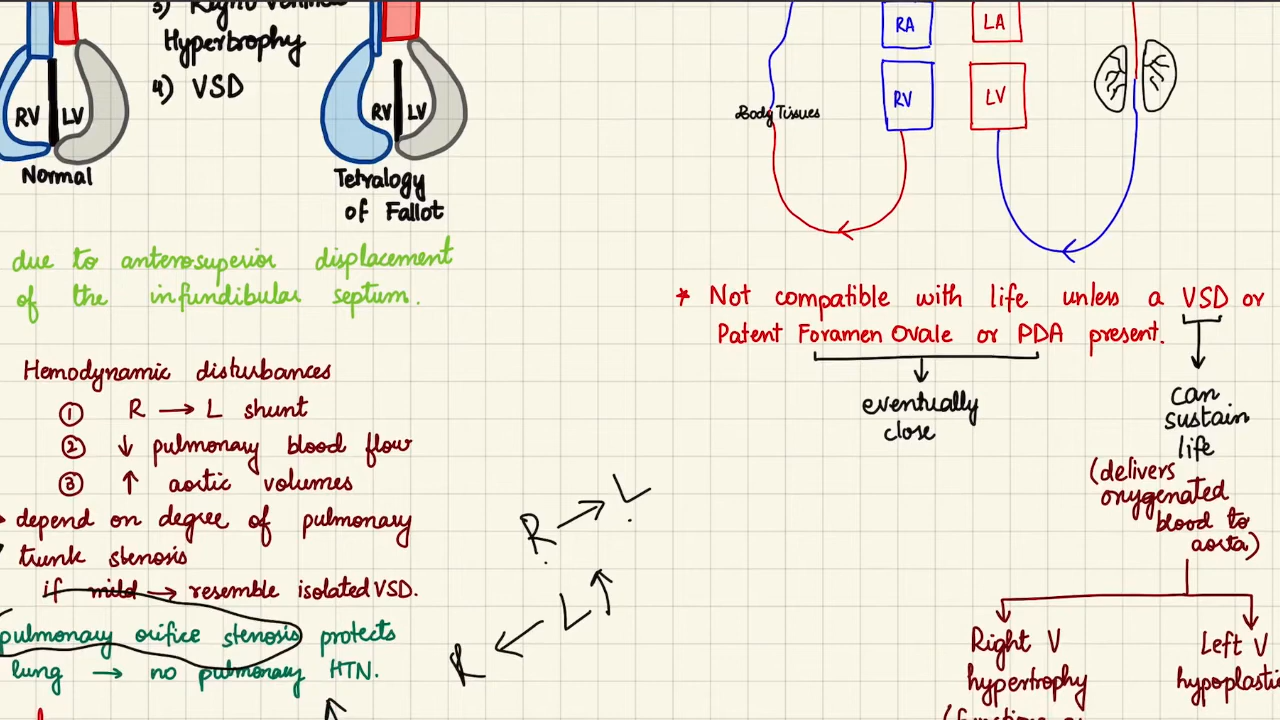 3) Right Ventricular
Hypertrophy
4) VSD
RV LV
Normal
RV LV
Tetralogy
of Fallot
due to anterosuperior displacement
of the infundibular septum.
Hemodynamic disturbances
① R → L shunt
② ↓ pulmonary blood flow
③ ↑ aortic volumes
depend on degree of pulmonary
trunk stenosis
if mild → resemble isolated VSD.
pulmonary orifice stenosis protects
lung → no pulmonary HTN.
R → L
L
R
RA LA
RV LV
Body Tissues
* Not compatible with life unless a VSD or
Patent Foramen Ovale or PDA present.
eventually
close
can
sustain
life
(delivers
oxygenated
blood to
aorta)
Right V
hypertrophy
Left V
hypoplastic